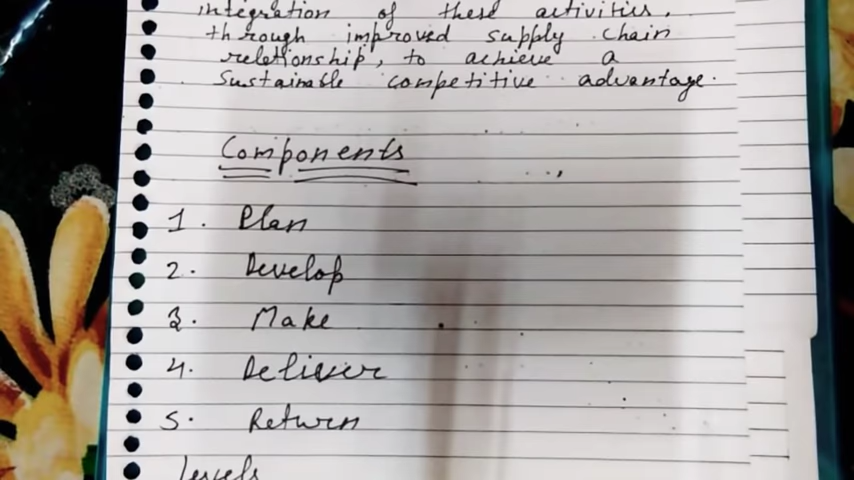 integration of these activities.
through improved supply chain
relationship, to achieve a
sustainable competitive advantage.
Components
1. Plan
2. Develop
3. Make
4. Deliver
5. Return
Levels